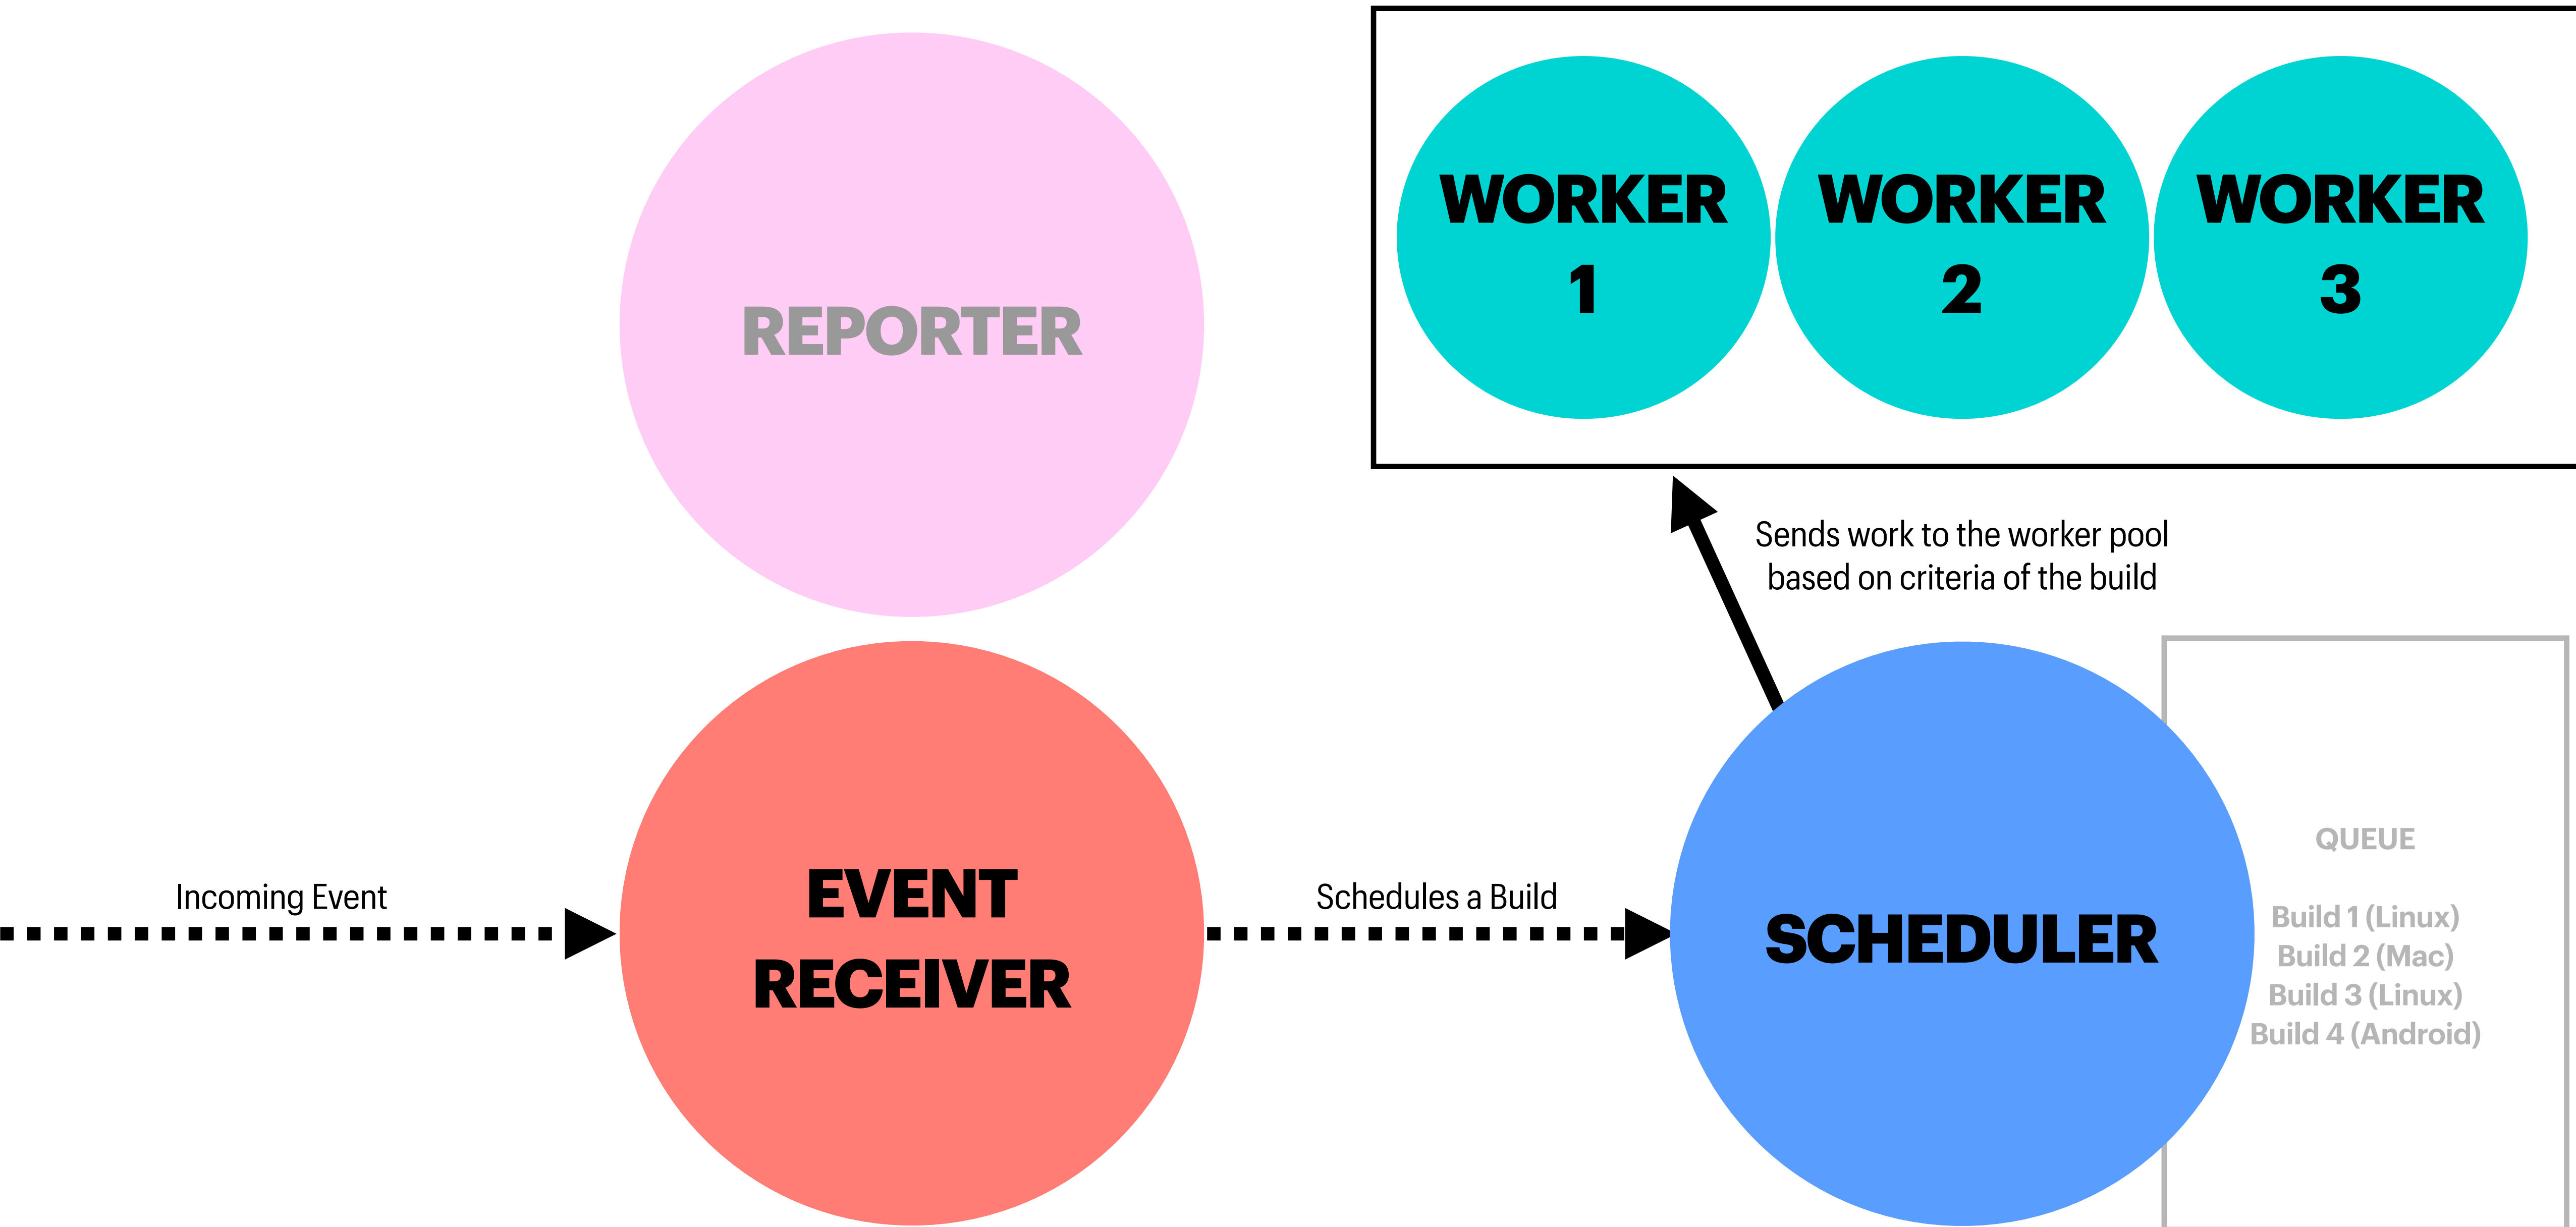 REPORTER
WORKER
1
WORKER
2
WORKER
3
Sends work to the worker pool
based on criteria of the build
Incoming Event
EVENT
RECEIVER
Schedules a Build
SCHEDULER
QUEUE
Build 1 (Linux)
Build 2 (Mac)
Build 3 (Linux)
Build 4 (Android)